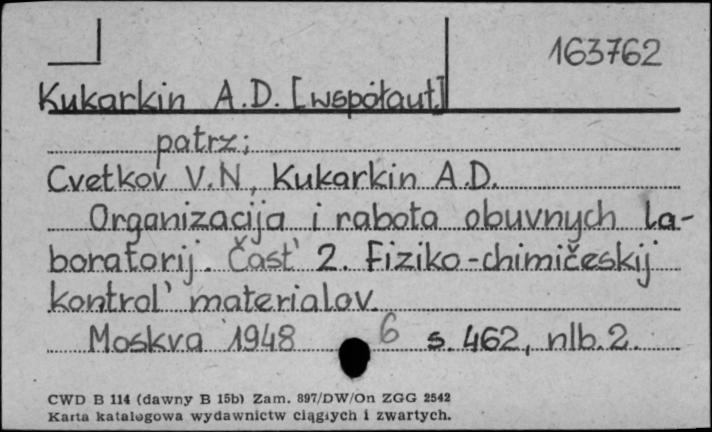 163762
Kukarkin A.D. [współaut.]
patrz;
Cvetkov V.N, Kukarkin A.D.
Organizacija i rabota obuvnych la-
boratorij. Čast' 2. Fiziko-chimičeskij
kontrol' materialov.
Moskva 1948 6 s. 462, nlb. 2.
CWD B 114 (dawny B 15b) Zam. 897/DW/On ZGG 2542
Karta katalogowa wydawnictw ciągłych i zwartych.